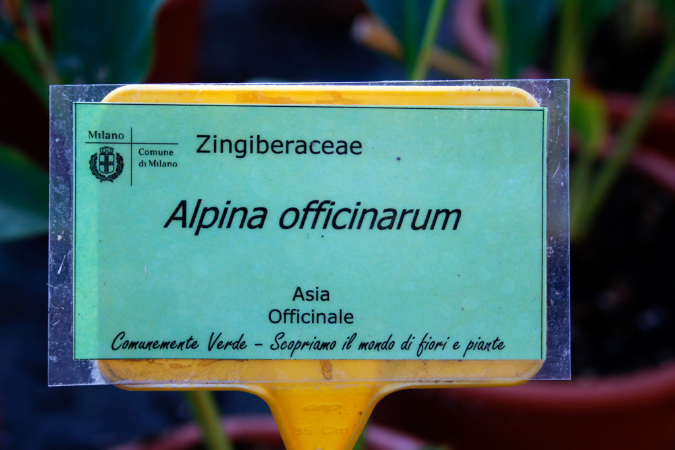 Milano
Comune
di Milano
Zingiberaceae
Alpina officinarum
Asia
Officinale
Comunemente Verde – Scopriamo il mondo di fiori e piante